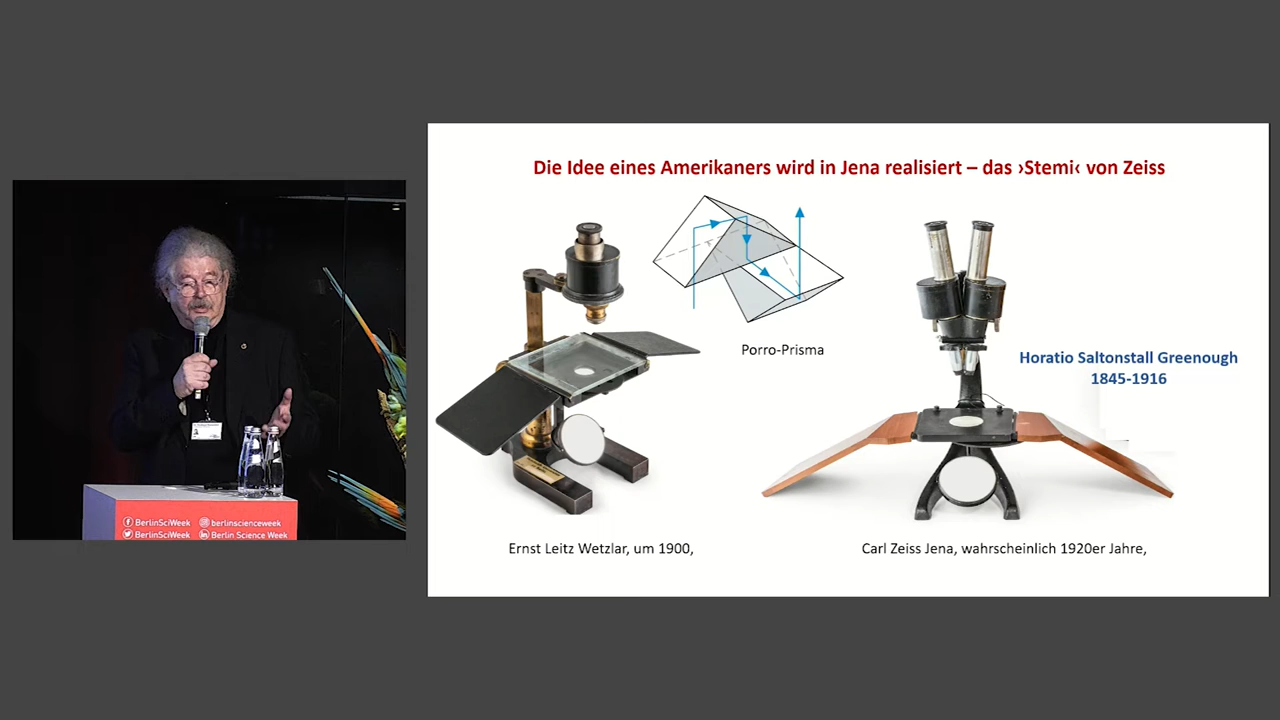 Die Idee eines Amerikaners wird in Jena realisiert – das ›Stemi‹ von Zeiss
Porro-Prisma
Horatio Saltonstall Greenough
1845-1916
Ernst Leitz Wetzlar, um 1900,
Carl Zeiss Jena, wahrscheinlich 1920er Jahre,
BerlinSciWeek
berlinscienceweek
BerlinSciWeek
Berlin Science Week